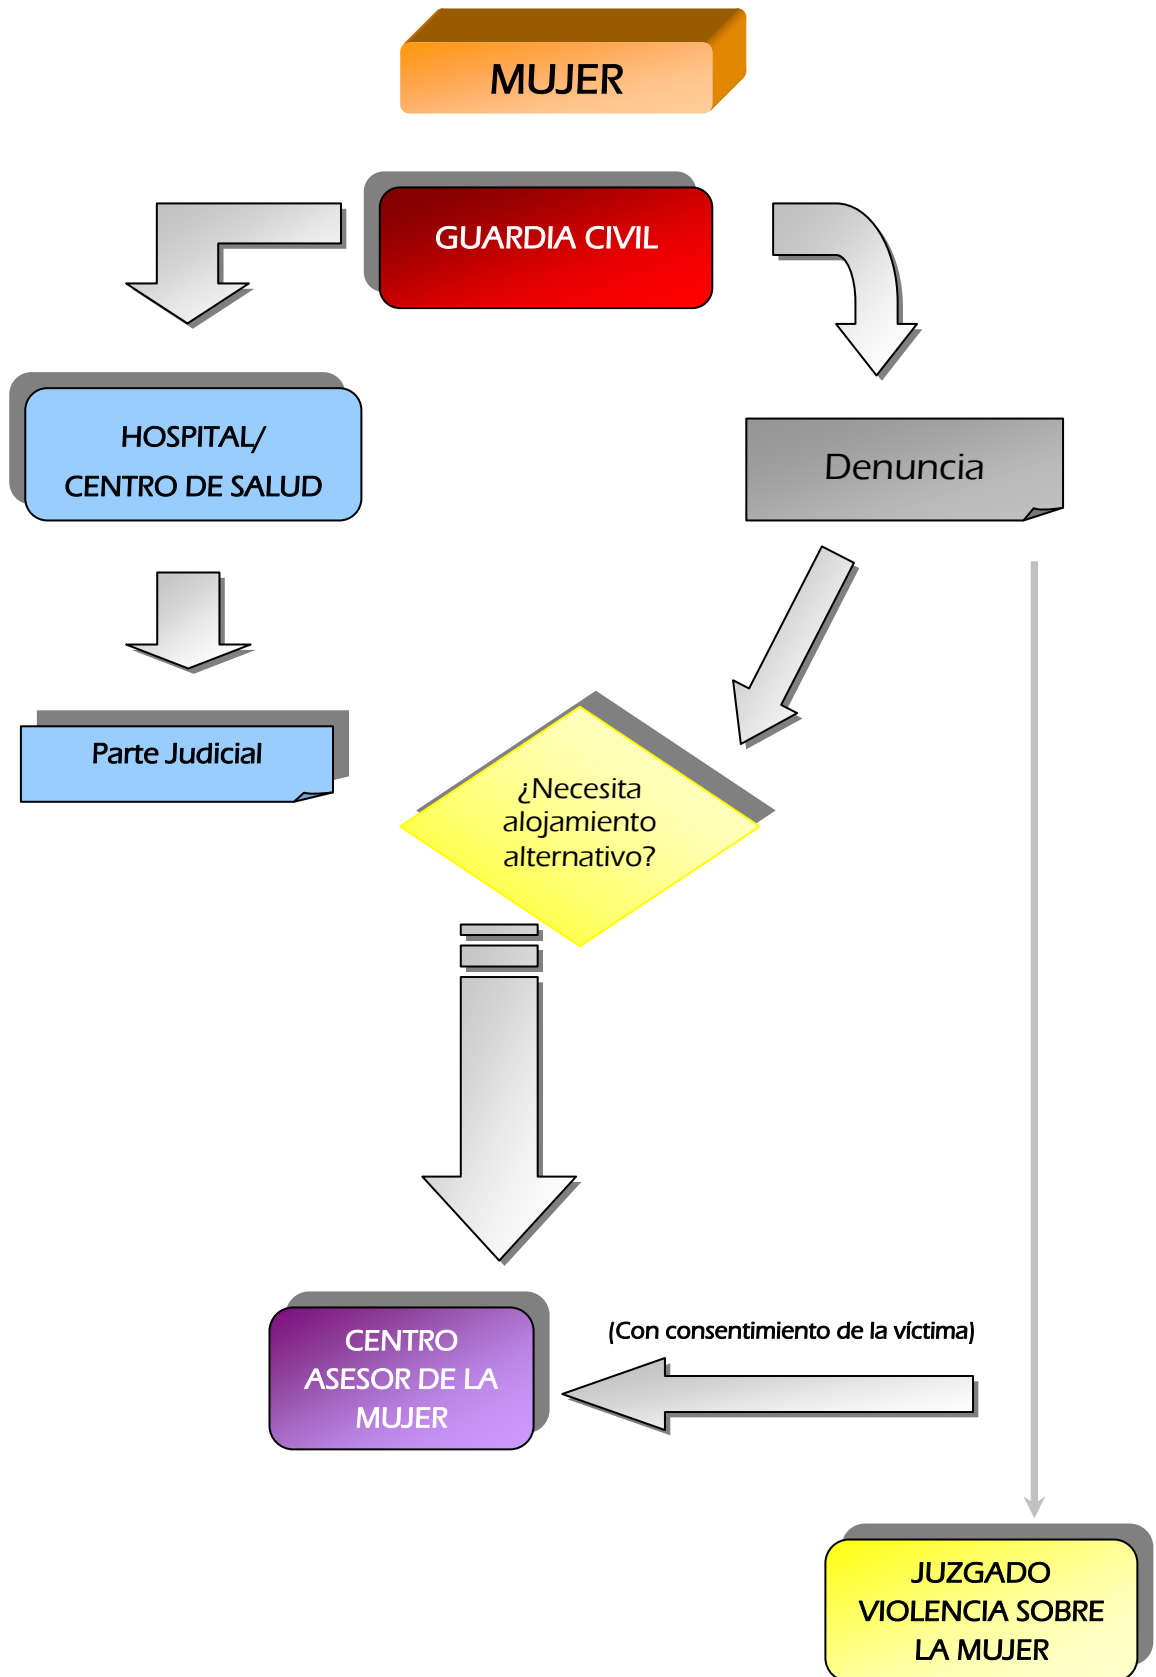 MUJER
GUARDIA CIVIL
HOSPITAL/
CENTRO DE SALUD
Denuncia
Parte Judicial
¿Necesita
alojamiento
alternativo?
(Con consentimiento de la víctima)
CENTRO
ASESOR DE LA
MUJER
JUZGADO
VIOLENCIA SOBRE
LA MUJER